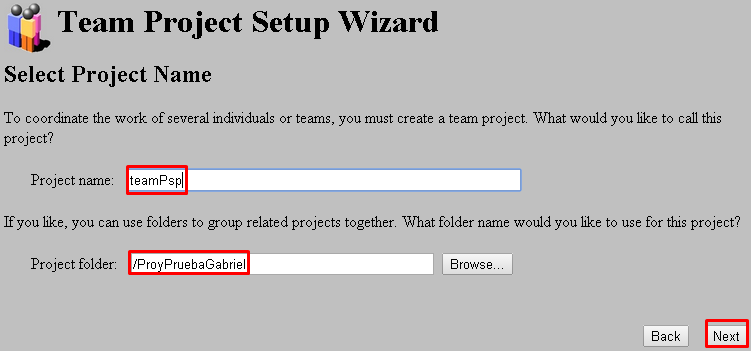 Team Project Setup Wizard
Select Project Name
To coordinate the work of several individuals or teams, you must create a team project. What would you like to call this
project?
Project name: teamPsp
If you like, you can use folders to group related projects together. What folder name would you like to use for this project?
Project folder: /ProyPruebaGabriel Browse...
Back Next